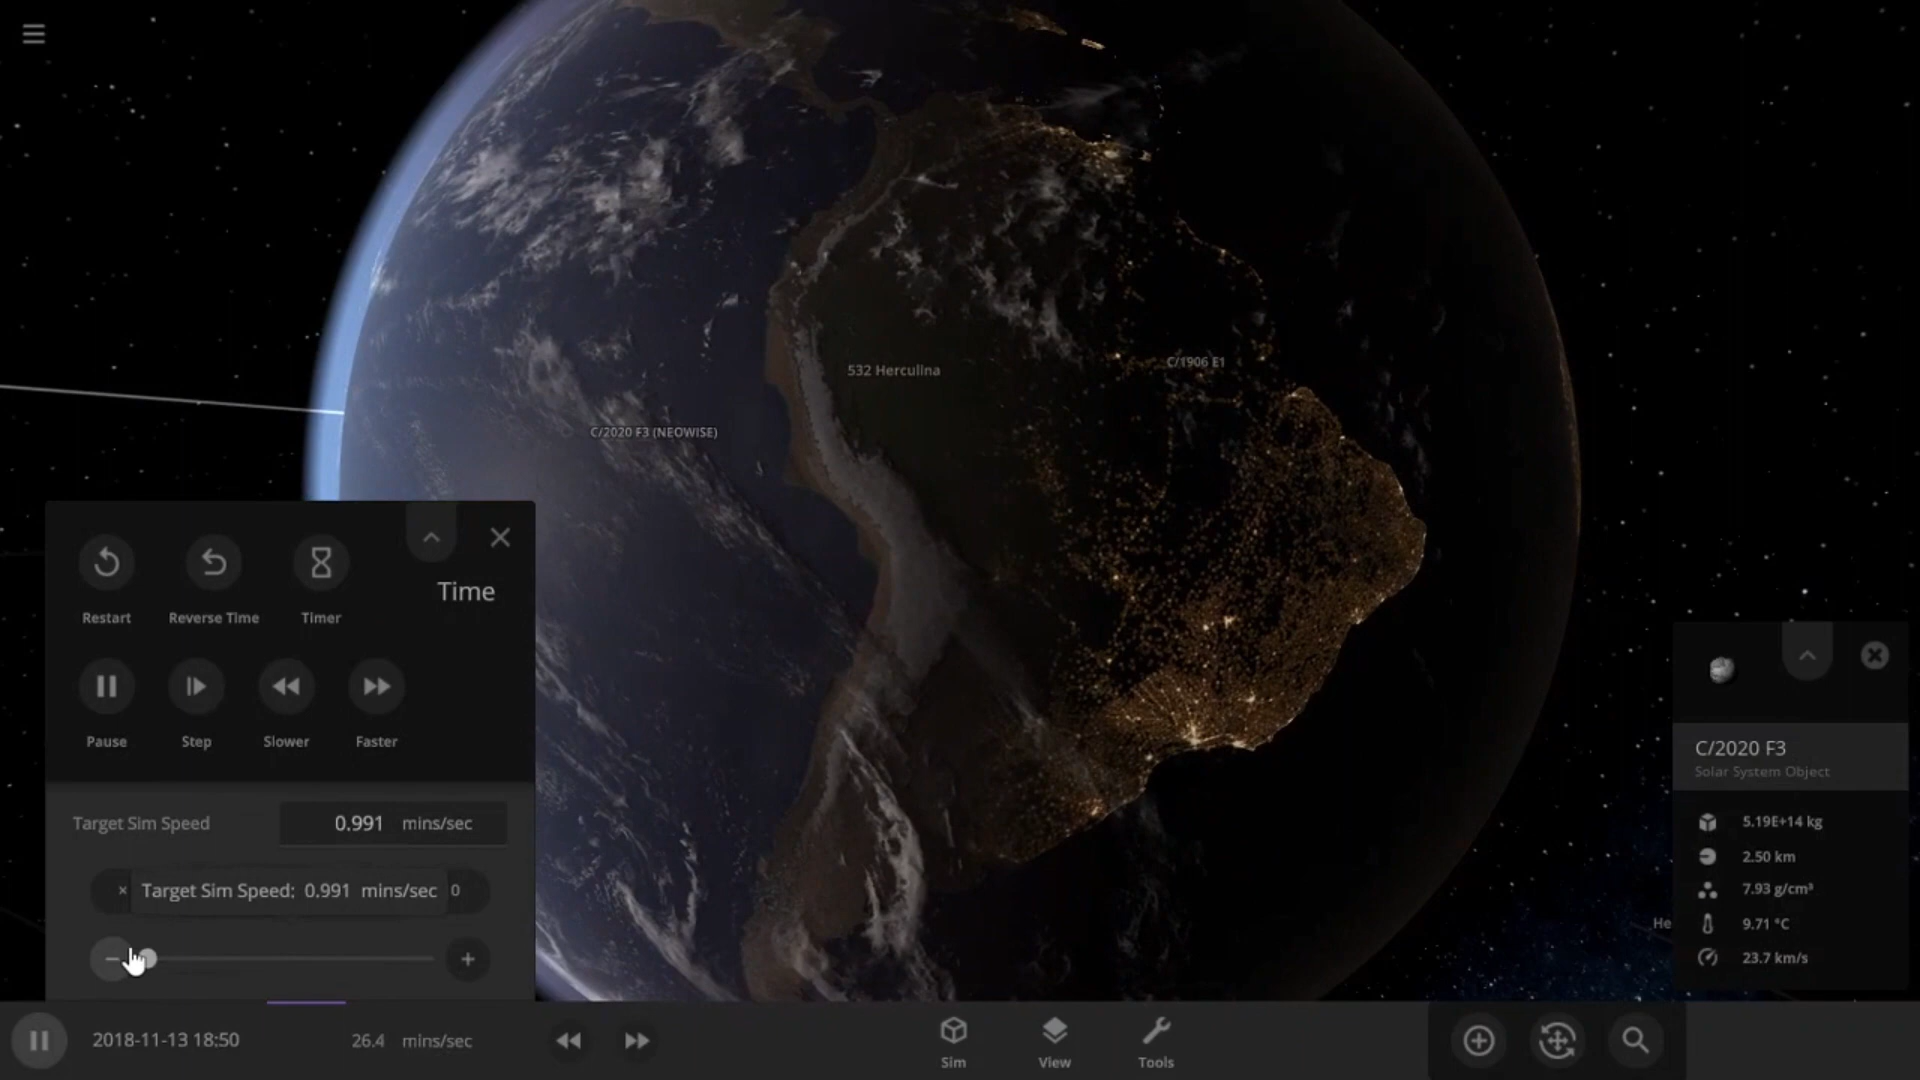 532 Herculina
C/1906 E1
C/2020 F3 (NEOWISE)
Time
Restart
Reverse Time
Timer
Pause
Step
Slower
Faster
Target Sim Speed
0.991 mins/sec
Target Sim Speed: 0.991 mins/sec
0
He
C/2020 F3
Solar System Object
5.19E+14 kg
2.50 km
7.93 g/cm³
9.71 °C
23.7 km/s
2018-11-13 18:50
26.4 mins/sec
Sim
View
Tools